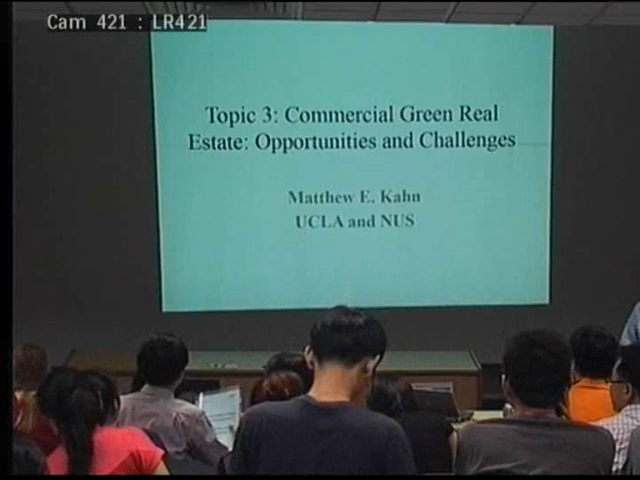 Cam 421 : LR421
Topic 3: Commercial Green Real
Estate: Opportunities and Challenges
Matthew E. Kahn
UCLA and NUS